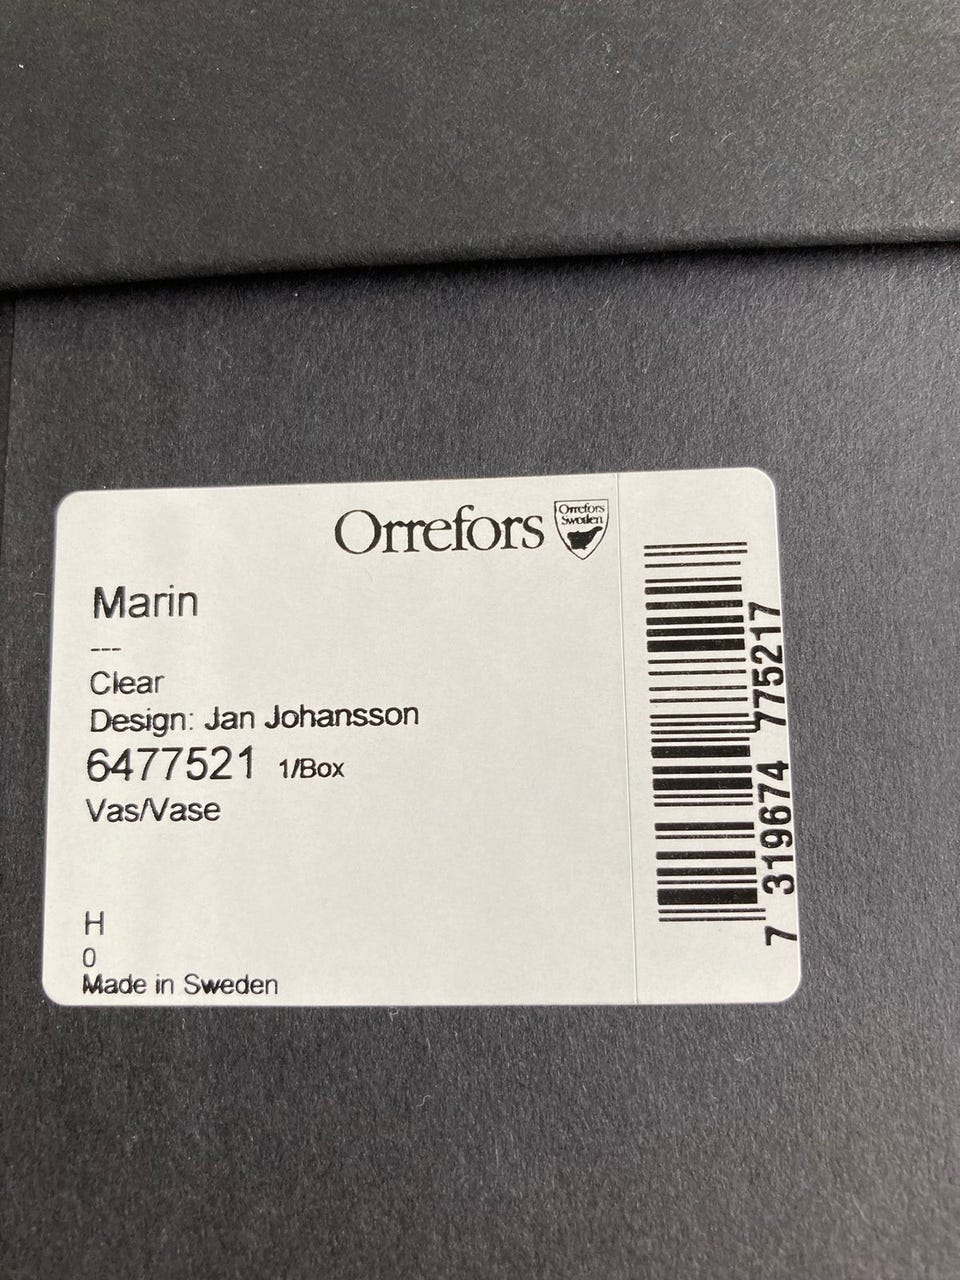 Orrefors
Orrefors
Sweden
Marin
---
Clear
Design: Jan Johansson
6477521 1/Box
Vas/Vase
H
0
Made in Sweden
7 319674 775217